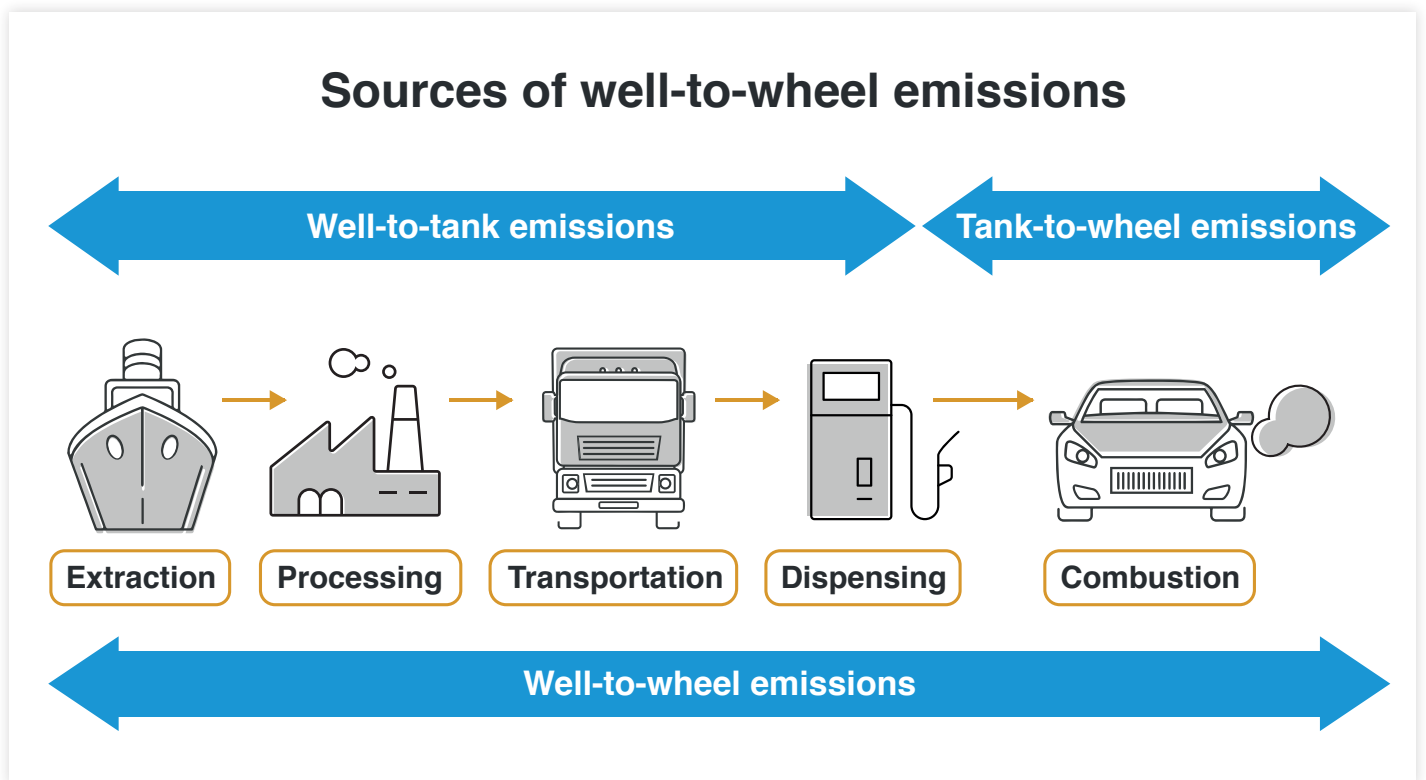 Sources of well-to-wheel emissions
Well-to-tank emissions
Tank-to-wheel emissions
Extraction
Processing
Transportation
Dispensing
Combustion
Well-to-wheel emissions